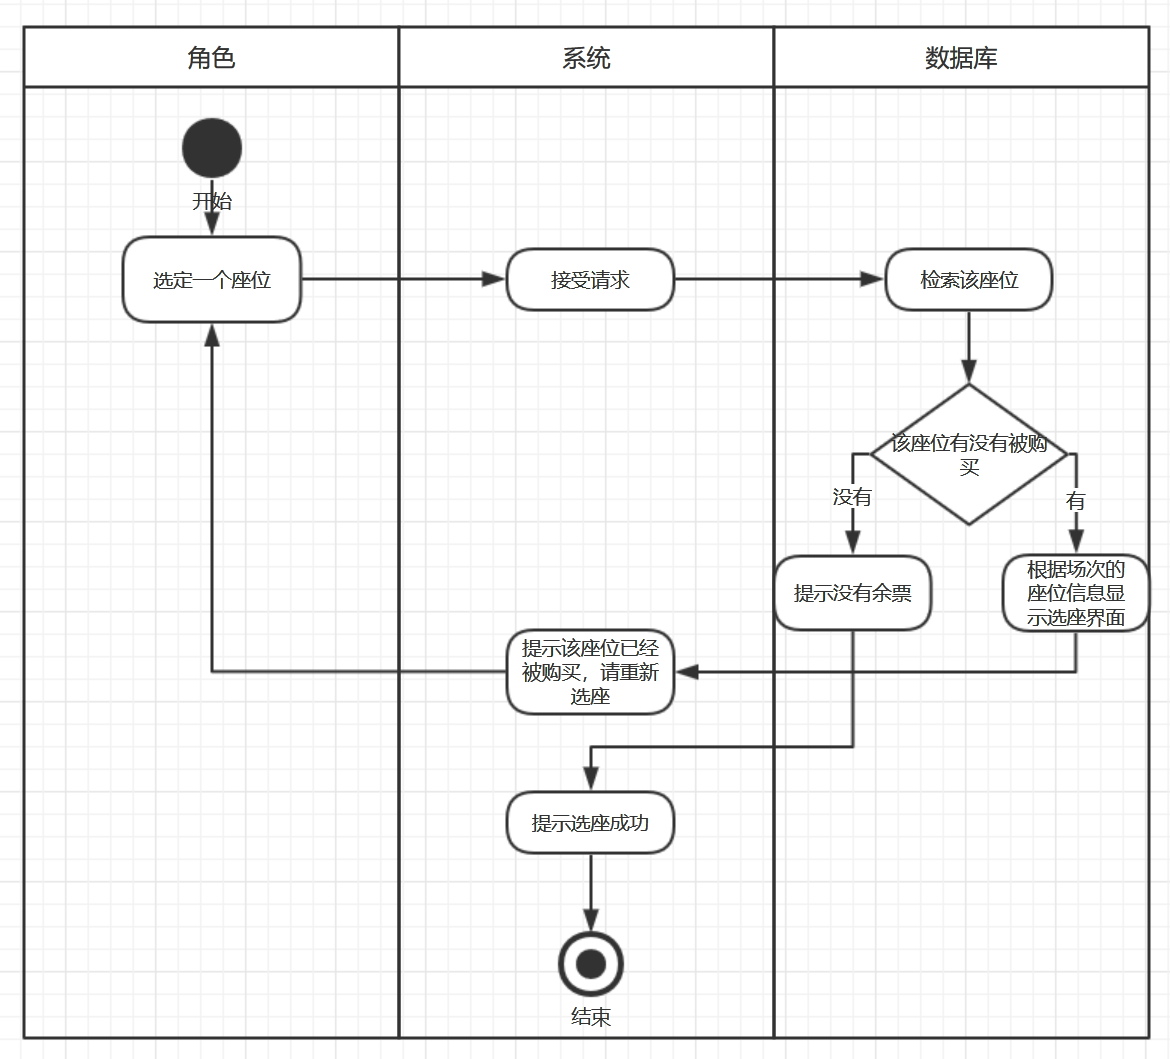 角色
系统
数据库
开始
选定一个座位
接受请求
检索该座位
该座位有没有被购
买
没有
有
提示没有余票
根据场次的
座位信息显
示选座界面
提示该座位已经
被购买，请重新
选座
提示选座成功
结束